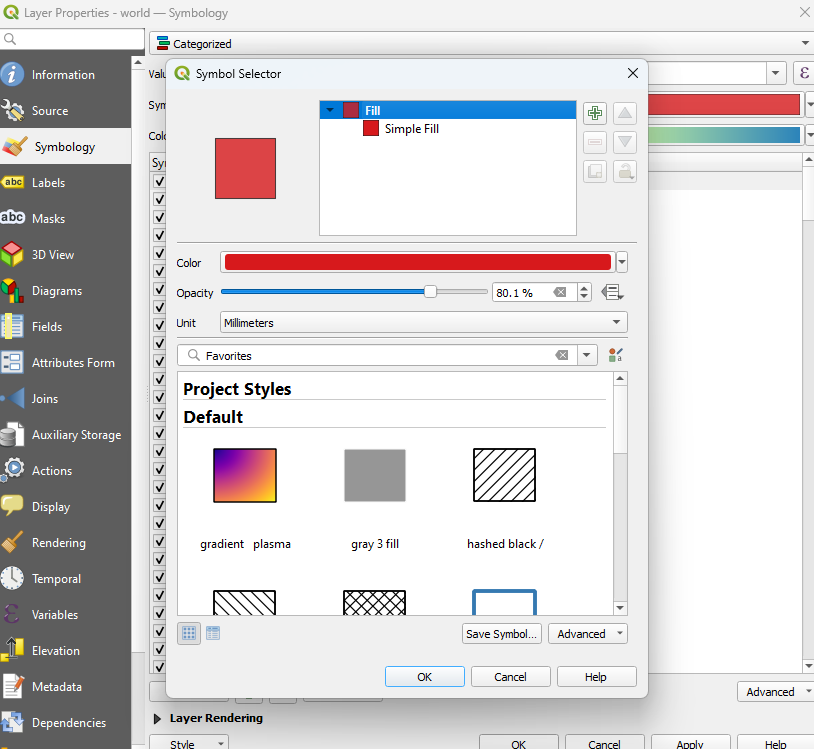 Layer Properties - world — Symbology
Categorized
Information
Source
Symbology
abc Labels
abc Masks
3D View
Diagrams
Fields
Attributes Form
Joins
Auxiliary Storage
Actions
Display
Rendering
Temporal
Variables
Elevation
Metadata
Dependencies
Valu
Sym
Colo
Sy
ε
Symbol Selector
Fill
Simple Fill
Color
Opacity
80.1 %
Unit
Millimeters
Favorites
Project Styles
Default
gradient plasma
gray 3 fill
hashed black /
Save Symbol...
Advanced
OK
Cancel
Help
Advanced
Layer Rendering
Style
OK
Cancel
Apply
Help